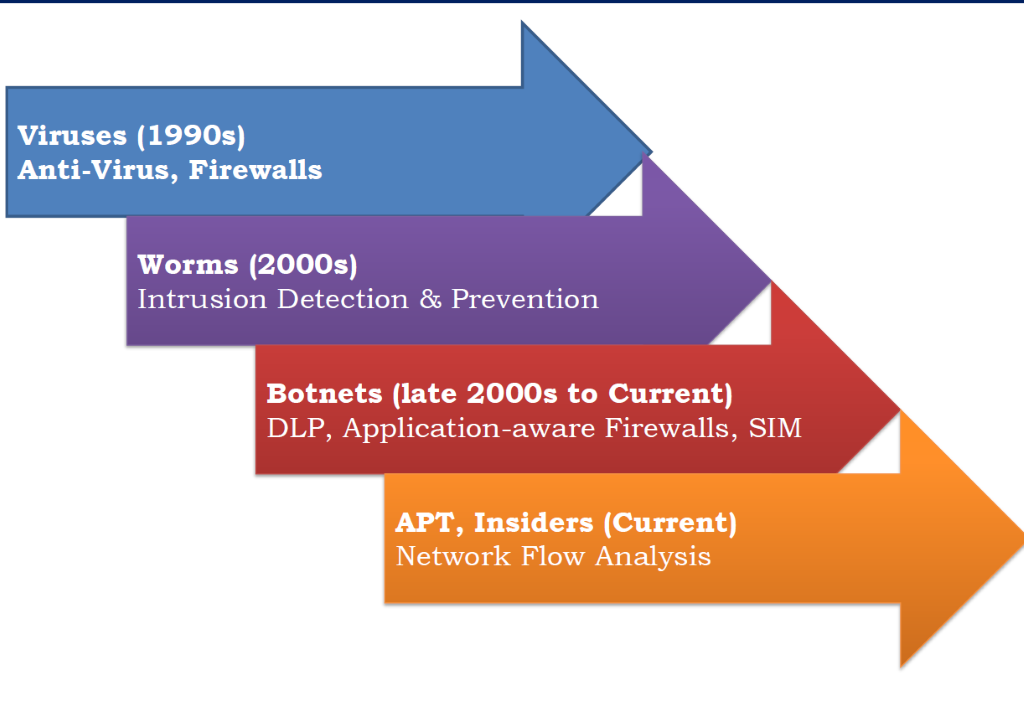 Viruses (1990s)
Anti-Virus, Firewalls
Worms (2000s)
Intrusion Detection & Prevention
Botnets (late 2000s to Current)
DLP, Application-aware Firewalls, SIM
APT, Insiders (Current)
Network Flow Analysis